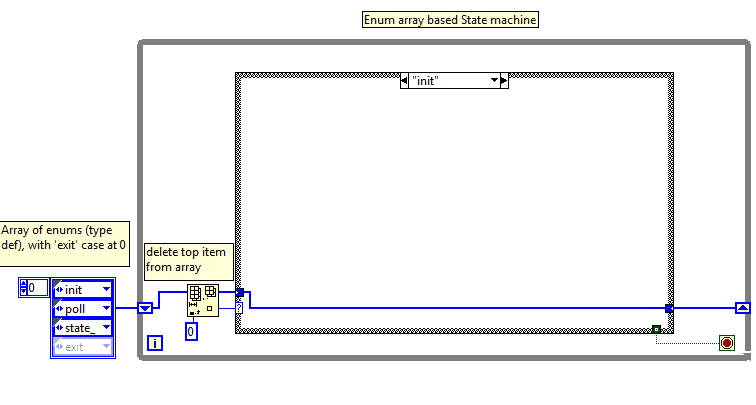 Enum array based State machine
"init"
Array of enums (type
def), with 'exit' case at 0
delete top item
from array
0
init
poll
state_
exit
?
0
i